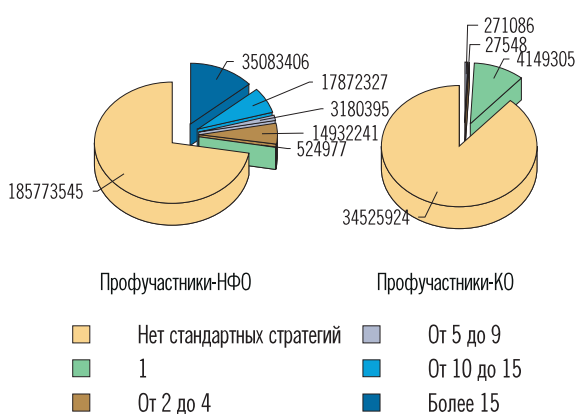 271086
27548
4149305
35083406
17872327
3180395
14932241
524977
185773545
34525924
Профучастники-НФО
Профучастники-КО
Нет стандартных стратегий
От 5 до 9
1
От 10 до 15
От 2 до 4
Более 15